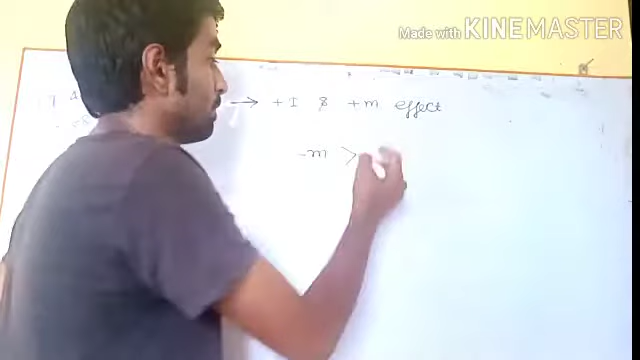 Made with KINEMASTER
→ + I & + m effect
-m >